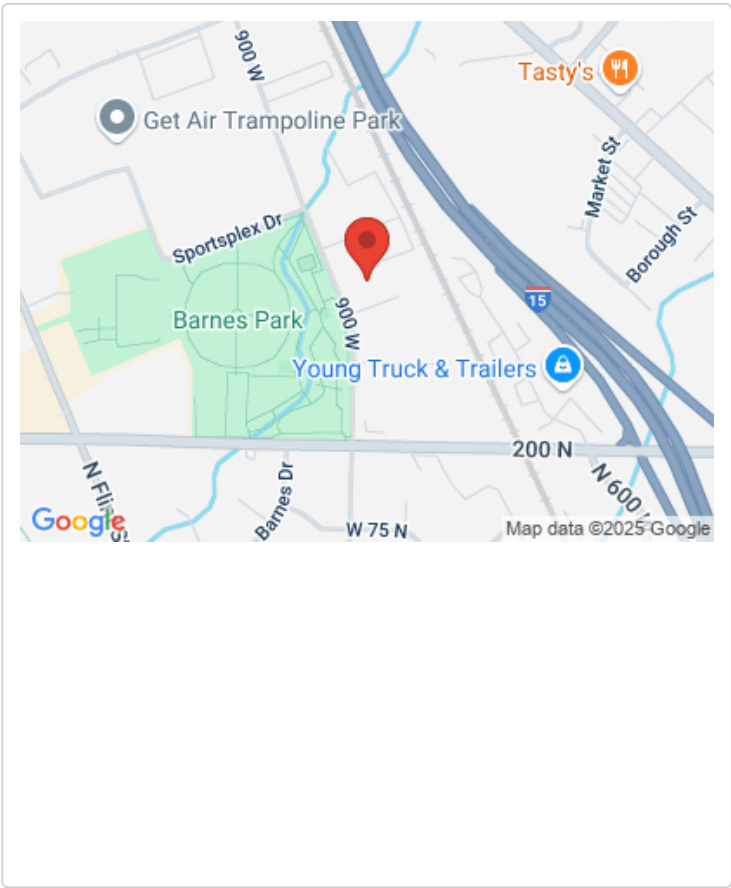 900 W
Tasty's
Get Air Trampoline Park
Market St
Sportsplex Dr
Borough St
15
900 W
Barnes Park
Young Truck & Trailers
200 N
N 600
Barnes Dr
W 75 N
Google
Map data ©2025 Google